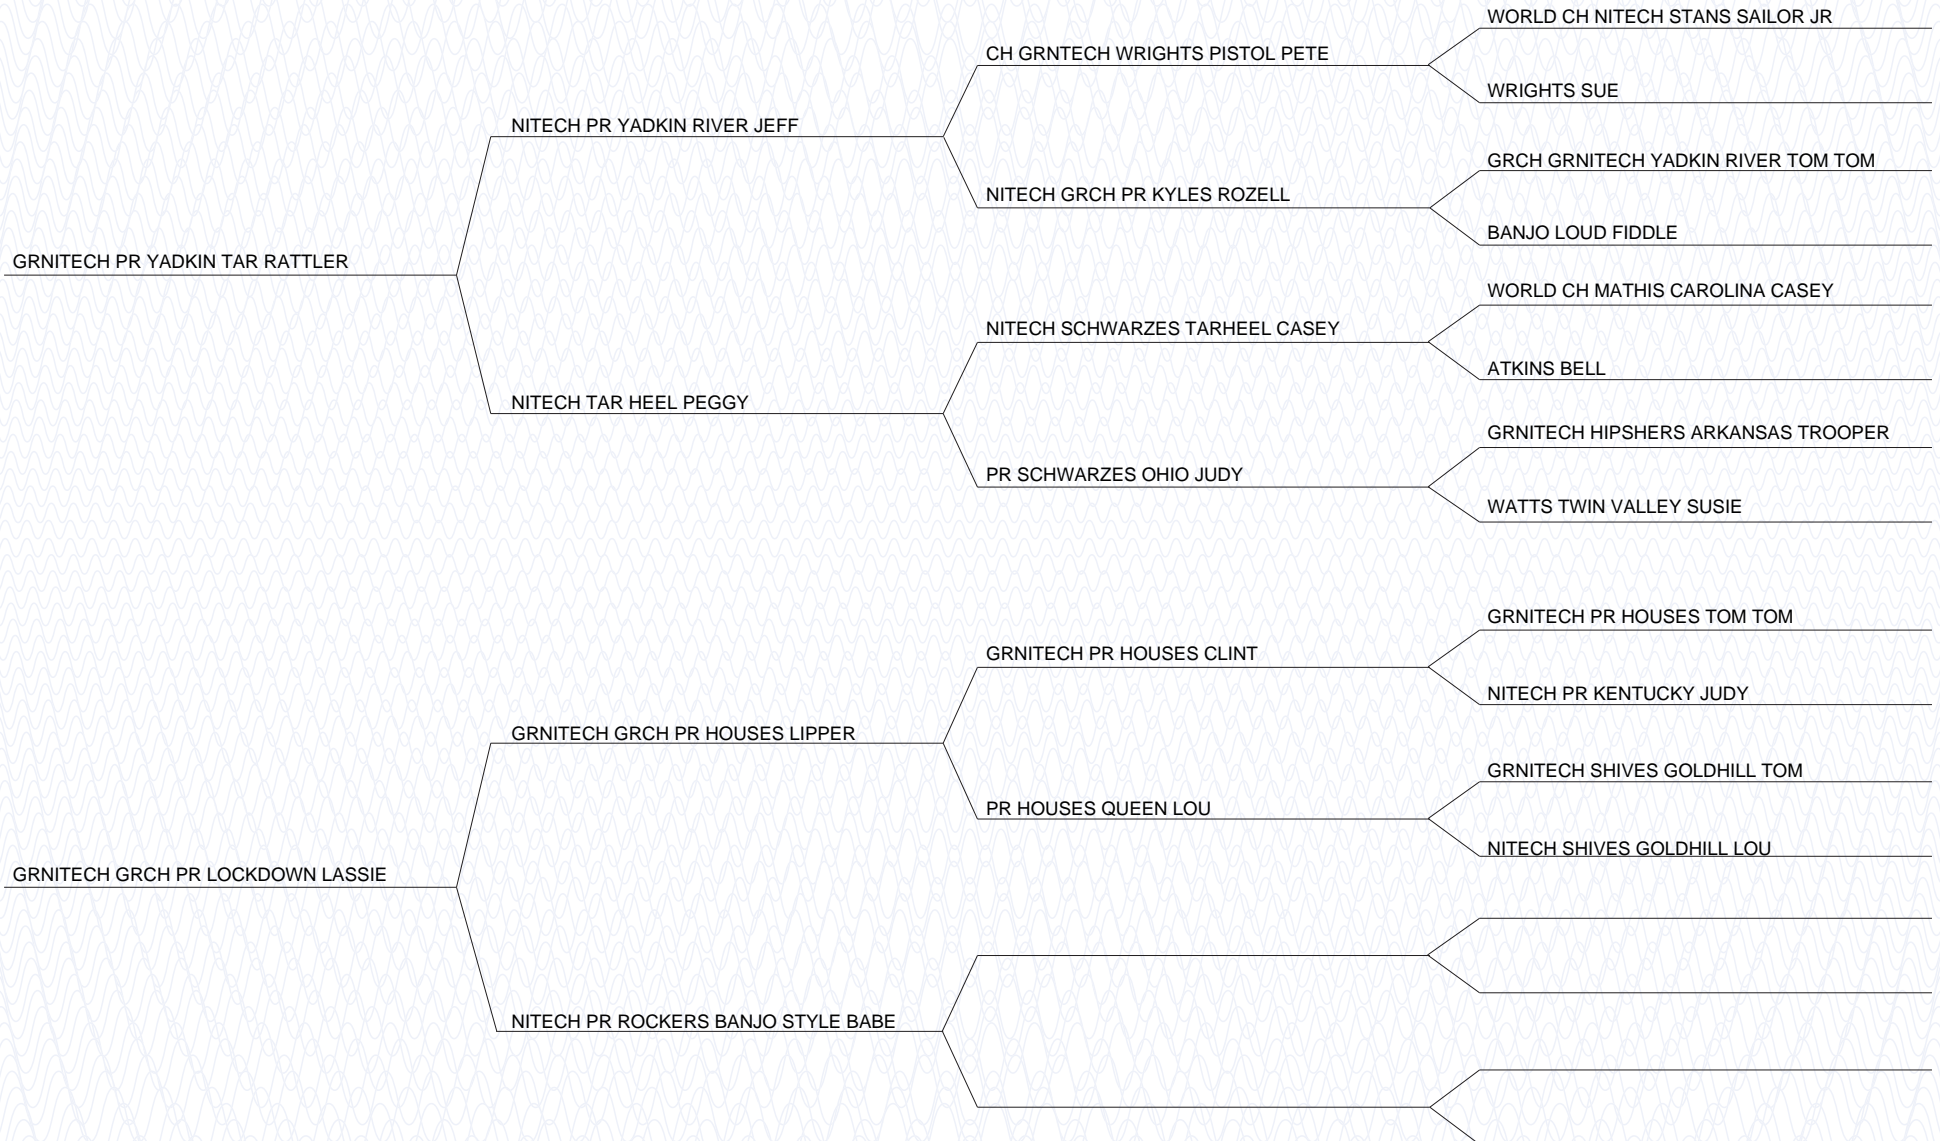 WORLD CH NITECH STANS SAILOR JR
CH GRNTECH WRIGHTS PISTOL PETE
WRIGHTS SUE
NITECH PR YADKIN RIVER JEFF
GRCH GRNITECH YADKIN RIVER TOM TOM
NITECH GRCH PR KYLES ROZELL
BANJO LOUD FIDDLE
GRNITECH PR YADKIN TAR RATTLER
WORLD CH MATHIS CAROLINA CASEY
NITECH SCHWARZES TARHEEL CASEY
ATKINS BELL
NITECH TAR HEEL PEGGY
GRNITECH HIPSHERS ARKANSAS TROOPER
PR SCHWARZES OHIO JUDY
WATTS TWIN VALLEY SUSIE
GRNITECH PR HOUSES TOM TOM
GRNITECH PR HOUSES CLINT
NITECH PR KENTUCKY JUDY
GRNITECH GRCH PR HOUSES LIPPER
GRNITECH SHIVES GOLDHILL TOM
PR HOUSES QUEEN LOU
NITECH SHIVES GOLDHILL LOU
GRNITECH GRCH PR LOCKDOWN LASSIE
NITECH PR ROCKERS BANJO STYLE BABE